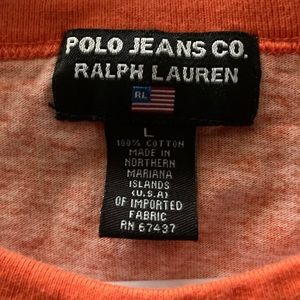 POLO JEANS CO.
RALPH LAUREN
RL
L
100% COTTON
MADE IN
NORTHERN
MARIANA
ISLANDS
(U.S.A)
OF IMPORTED
FABRIC
RN 67437